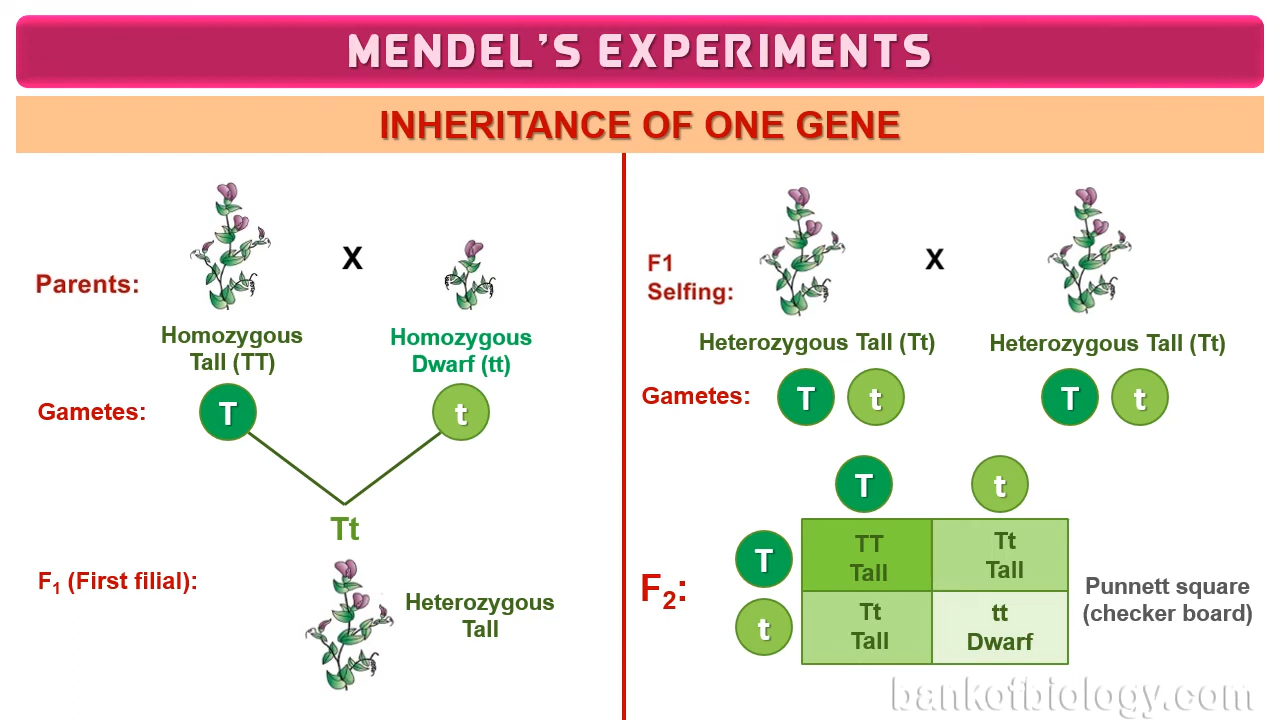 MENDEL'S EXPERIMENTS
INHERITANCE OF ONE GENE
Parents:
X
Homozygous
Tall (TT)
Homozygous
Dwarf (tt)
Gametes:
T
t
Tt
F1 (First filial):
Heterozygous
Tall
F1
Selfing:
X
Heterozygous Tall (Tt)
Heterozygous Tall (Tt)
Gametes:
T t
T t
T t
T
t
F2:
TT
Tall
Tt
Tall
Tt
Tall
tt
Dwarf
Punnett square
(checker board)
bankofbiology.com